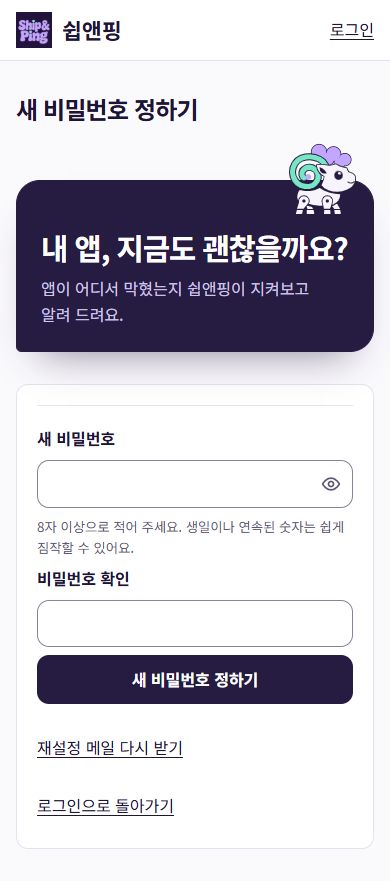 Ship&
Ping
쉽앤핑
로그인
새 비밀번호 정하기
내 앱, 지금도 괜찮을까요?
앱이 어디서 막혔는지 쉽앤핑이 지켜보고
알려 드려요.
새 비밀번호
8자 이상으로 적어 주세요. 생일이나 연속된 숫자는 쉽게
짐작할 수 있어요.
비밀번호 확인
새 비밀번호 정하기
재설정 메일 다시 받기
로그인으로 돌아가기